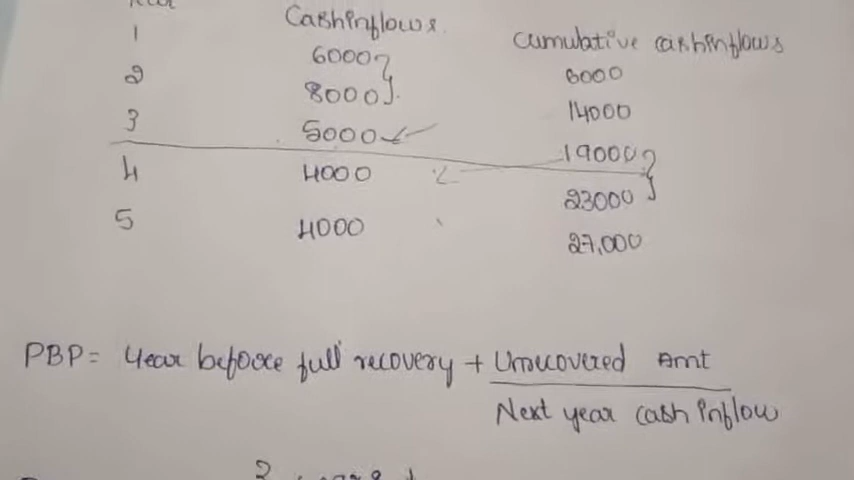 Year Cashinflows Cumulative cashinflows
1 6000 6000
2 8000 14000
3 5000 19000
4 4000 23000
5 4000 27,000
PBP = Year before full recovery + Unrecovered Amt
Next year cash inflow